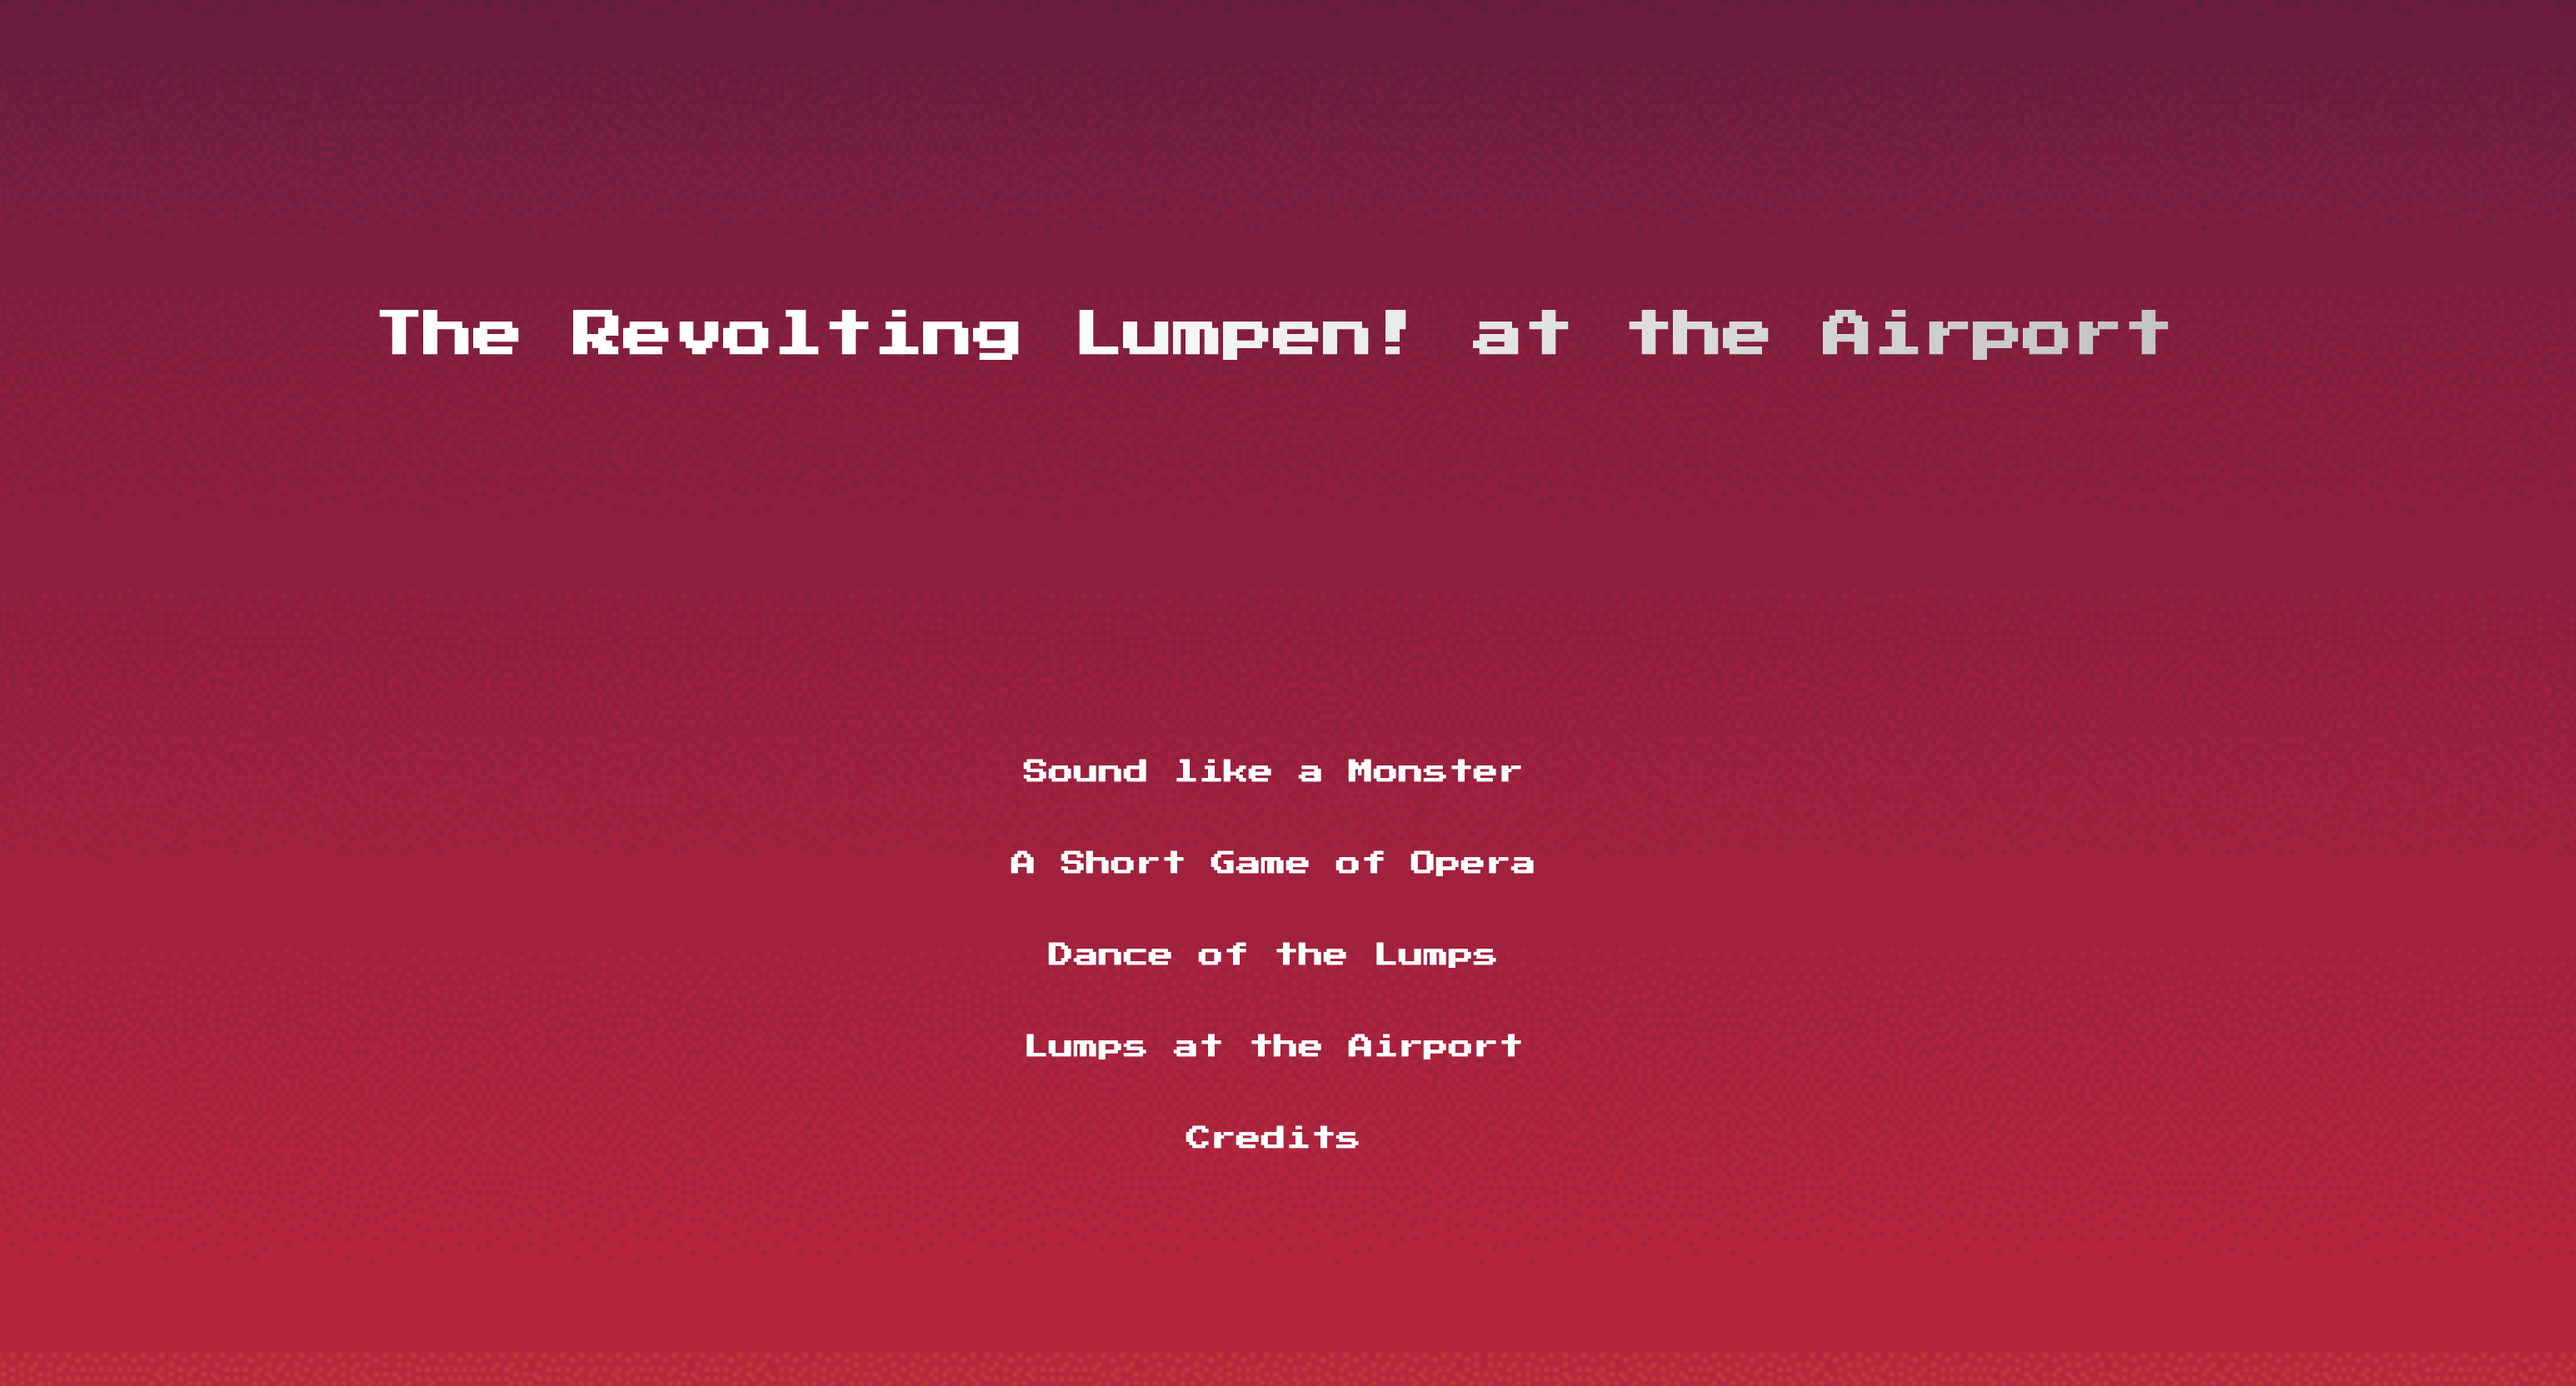 The Revolting Lumpen! at the Airport
Sound like a Monster
A Short Game of Opera
Dance of the Lumps
Lumps at the Airport
Credits